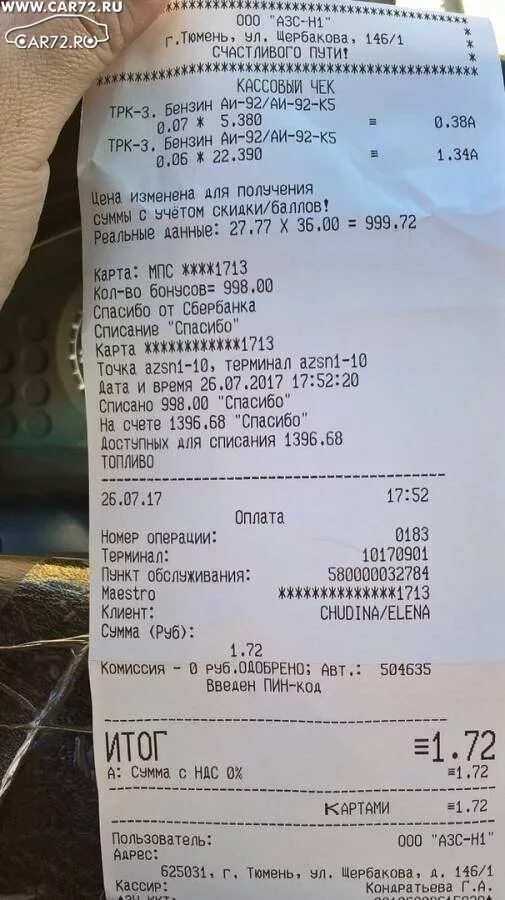 WWW.CAR72.RU
CAR72.RO
************************************
ООО "АЗС-Н1"
г.Тюмень, ул. Щербакова, 146/1
СЧАСТЛИВОГО ПУТИ!
************************************
КАССОВЫЙ ЧЕК
ТРК-3. Бензин АИ-92/АИ-92-К5
0.07 * 5.380 ≡ 0.38А
ТРК-3. Бензин АИ-92/АИ-92-К5
0.06 * 22.390 ≡ 1.34А
Цена изменена для получения
суммы с учётом скидки/баллов!
Реальные данные: 27.77 X 36.00 = 999.72
Карта: МПС ****1713
Кол-во бонусов= 998.00
Спасибо от Сбербанка
Списание "Спасибо"
Карта ************1713
Точка azsn1-10, терминал azsn1-10
Дата и время 26.07.2017 17:52:20
Списано 998.00 "Спасибо"
На счете 1396.68 "Спасибо"
Доступных для списания 1396.68
ТОПЛИВО
26.07.17 17:52
Оплата
Номер операции: 0183
Терминал: 10170901
Пункт обслуживания: 580000032784
Maestro **************1713
Клиент: CHUDINA/ELENA
Сумма (Руб):
1.72
Комиссия - 0 руб.ОДОБРЕНО; Авт.: 504635
Введен ПИН-код
ИТОГ ≡1.72
А: Сумма с НДС 0% ≡1.72
КАРТАМИ ≡1.72
Пользователь: ООО "АЗС-Н1"
Адрес:
625031, г. Тюмень, ул. Щербакова, д. 146/1
Кассир: Кондратьева Г.А.